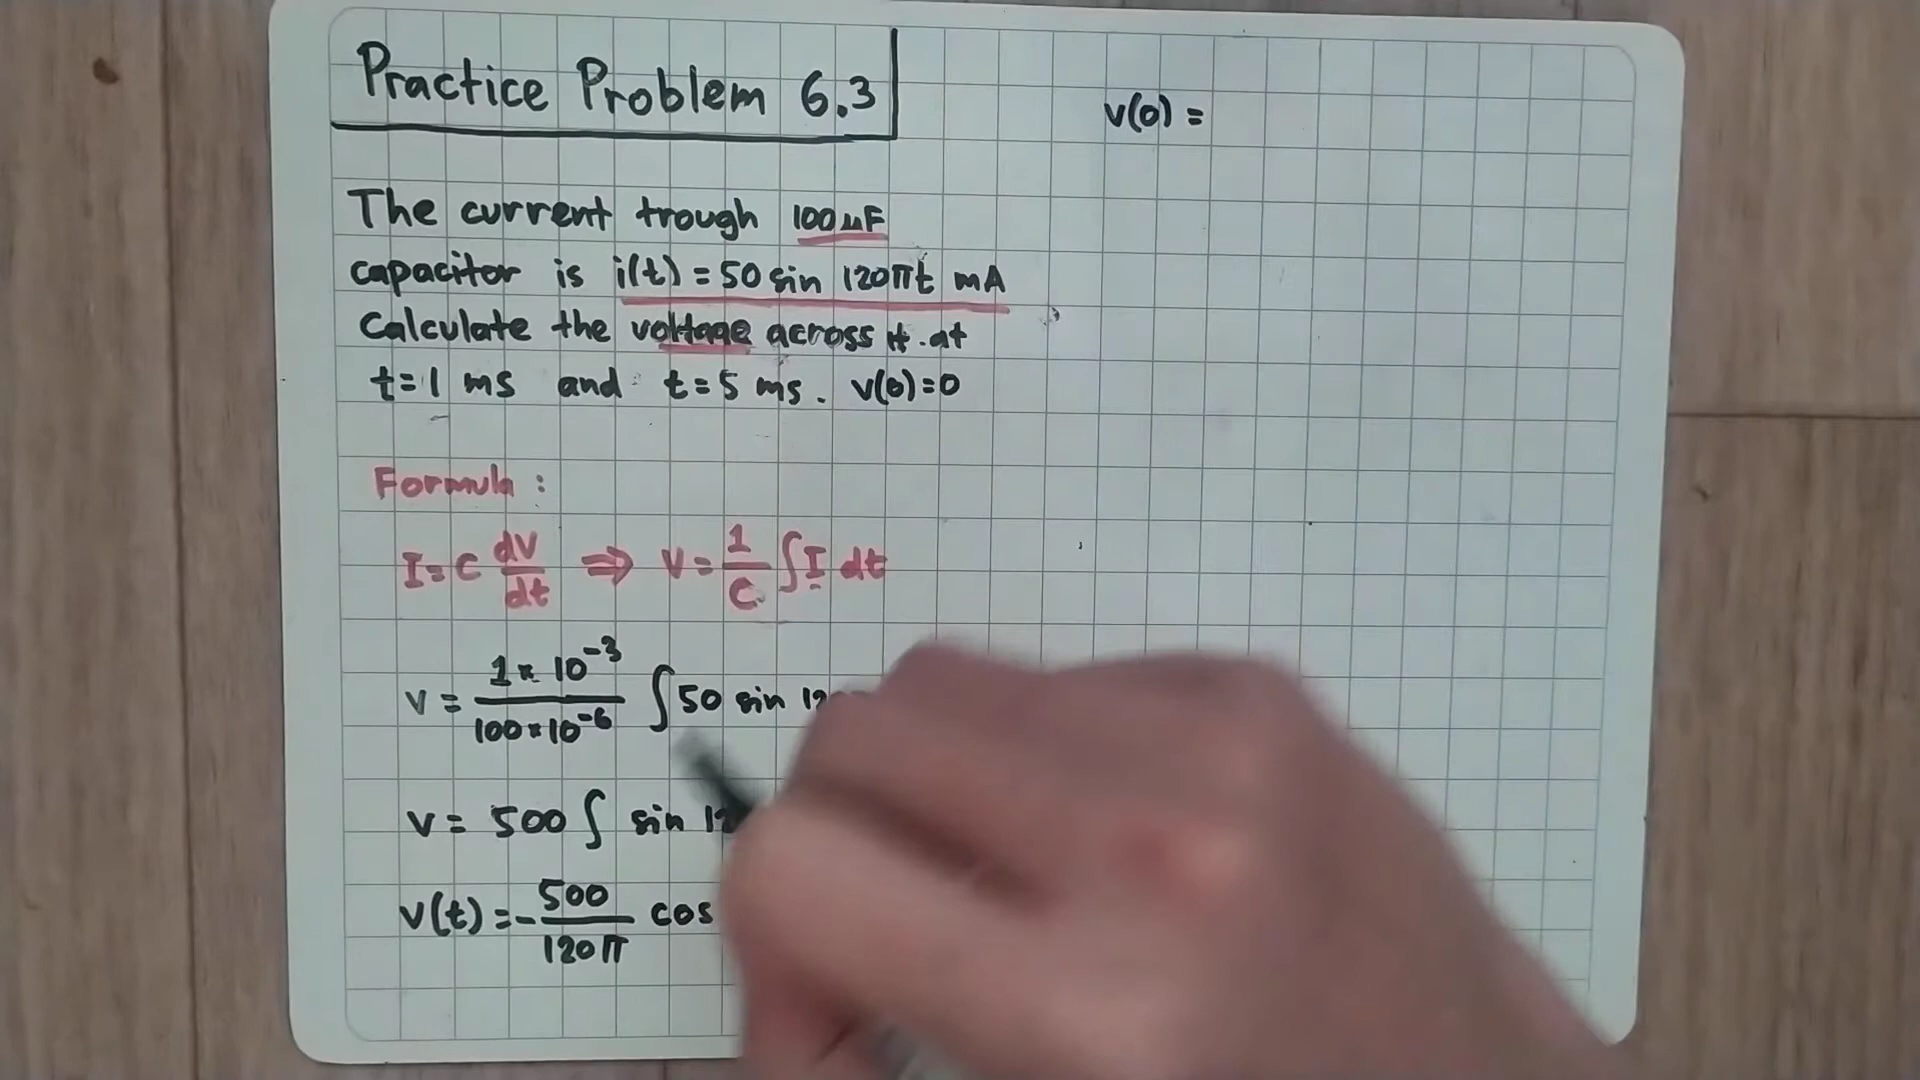 Practice Problem 6.3
The current trough 100μF
capacitor is i(t) = 50 sin 120πt mA
Calculate the voltage across it at
t=1 ms and t=5 ms. v(0)=0
Formula :
I = C dV/dt ⇒ V = 1/C ∫ I dt
V = 1 × 10^-3 / 100 × 10^-6 ∫ 50 sin
V = 500 ∫ sin
V(t) = - 500/120π cos
V(0) =